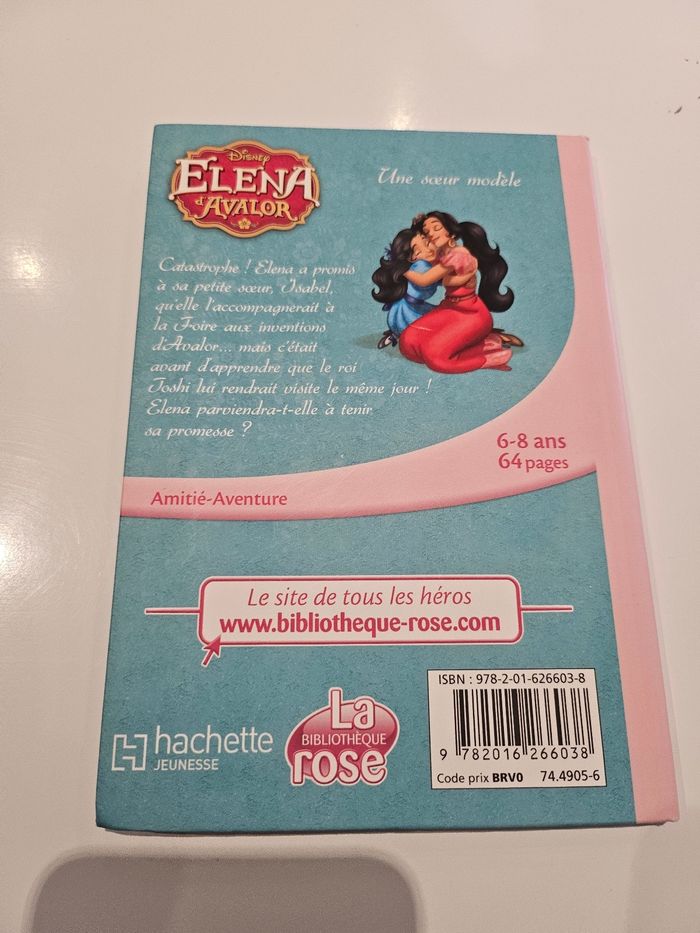 Disney
ELENA
d'AVALOR
Une sœur modèle
Catastrophe ! Elena a promis
à sa petite sœur, Isabel,
qu'elle l'accompagnerait à
la Foire aux inventions
d'Avalor... mais c'était
avant d'apprendre que le roi
Joshi lui rendrait visite le même jour !
Elena parviendra-t-elle à tenir
sa promesse ?
6-8 ans
64 pages
Amitié-Aventure
Le site de tous les héros
www.bibliotheque-rose.com
hachette
JEUNESSE
La
BIBLIOTHÈQUE
rose
ISBN : 978-2-01-626603-8
9 782016 266038
Code prix BRV0 74.4905-6